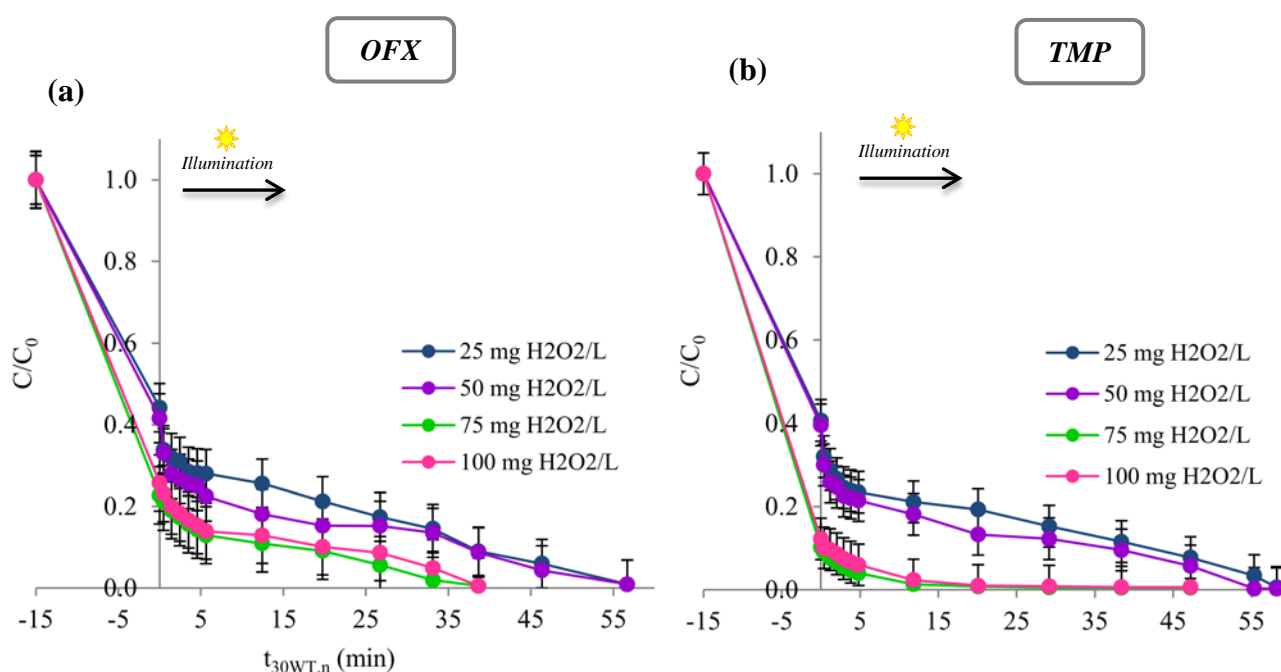 OFX
(a)
Illumination
C/C0
1.0
0.8
0.6
0.4
0.2
0.0
25 mg H2O2/L
50 mg H2O2/L
75 mg H2O2/L
100 mg H2O2/L
-15 -5 5 15 25 35 45 55
t30WT,n (min)
TMP
(b)
Illumination
C/C0
1.0
0.8
0.6
0.4
0.2
0.0
25 mg H2O2/L
50 mg H2O2/L
75 mg H2O2/L
100 mg H2O2/L
-15 -5 5 15 25 35 45 55